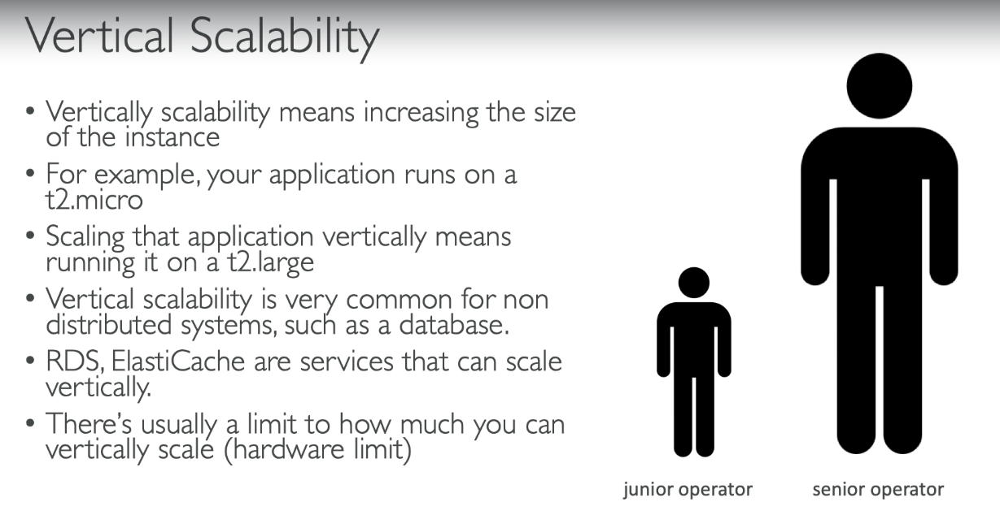 Vertical Scalability
• Vertically scalability means increasing the size
of the instance
• For example, your application runs on a
t2.micro
• Scaling that application vertically means
running it on a t2.large
• Vertical scalability is very common for non
distributed systems, such as a database.
• RDS, ElastiCache are services that can scale
vertically.
• There’s usually a limit to how much you can
vertically scale (hardware limit)
junior operator
senior operator